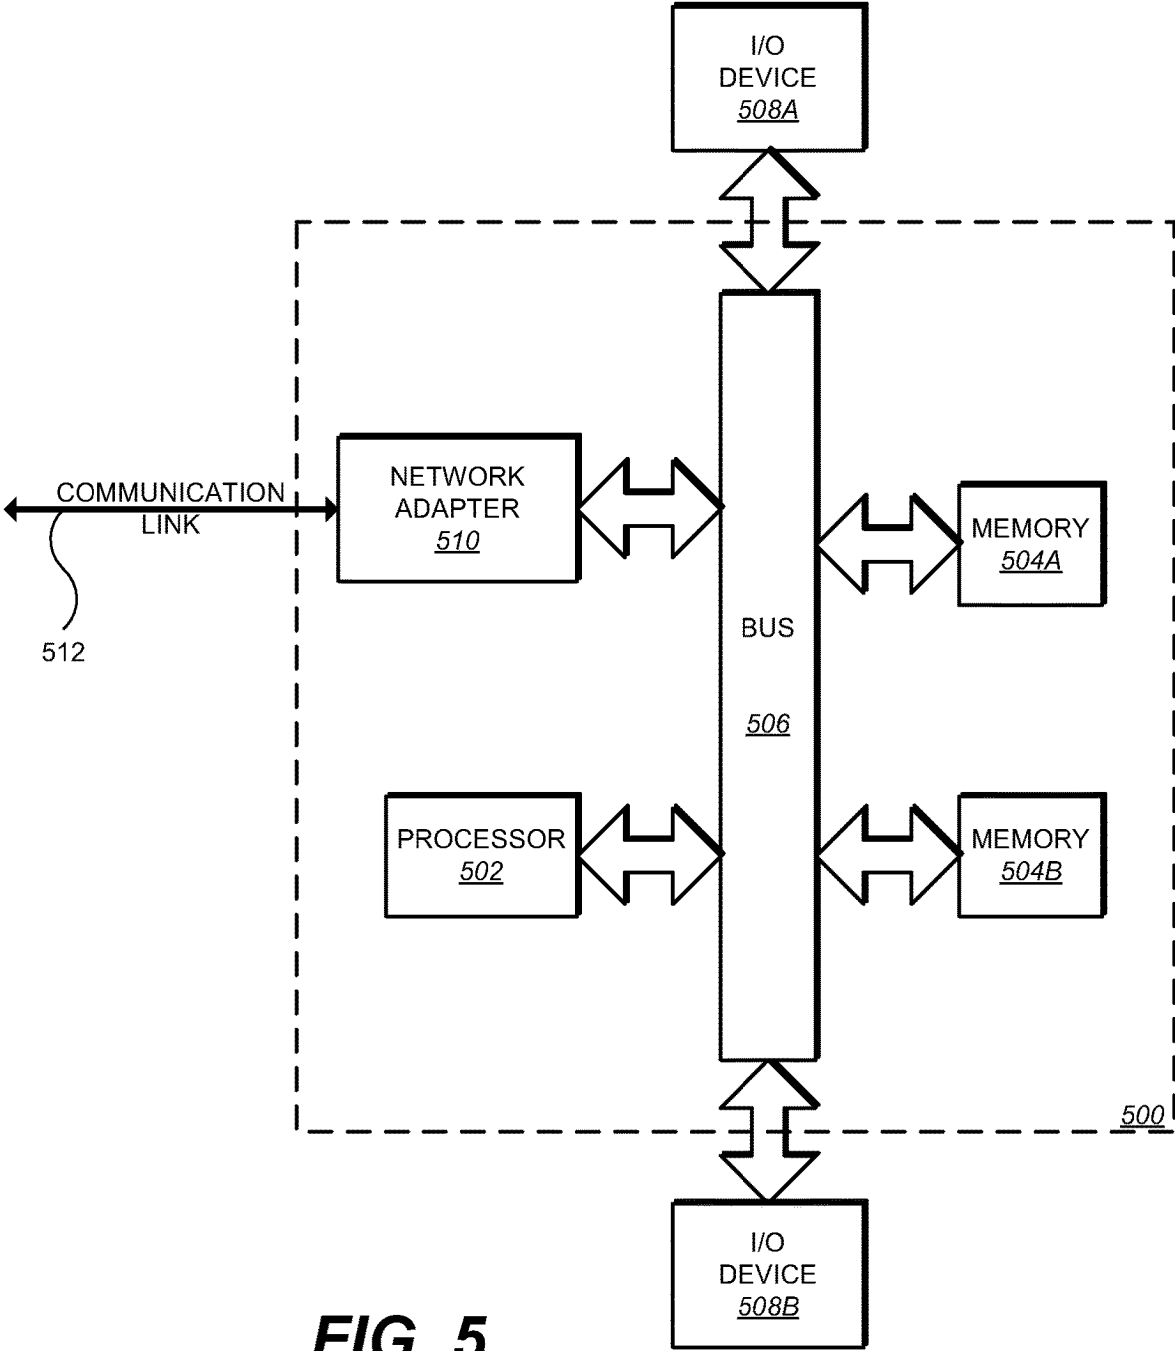 I/O
DEVICE
508A
NETWORK
ADAPTER
510
COMMUNICATION
LINK
512
MEMORY
504A
BUS
506
PROCESSOR
502
MEMORY
504B
500
I/O
DEVICE
508B
FIG. 5